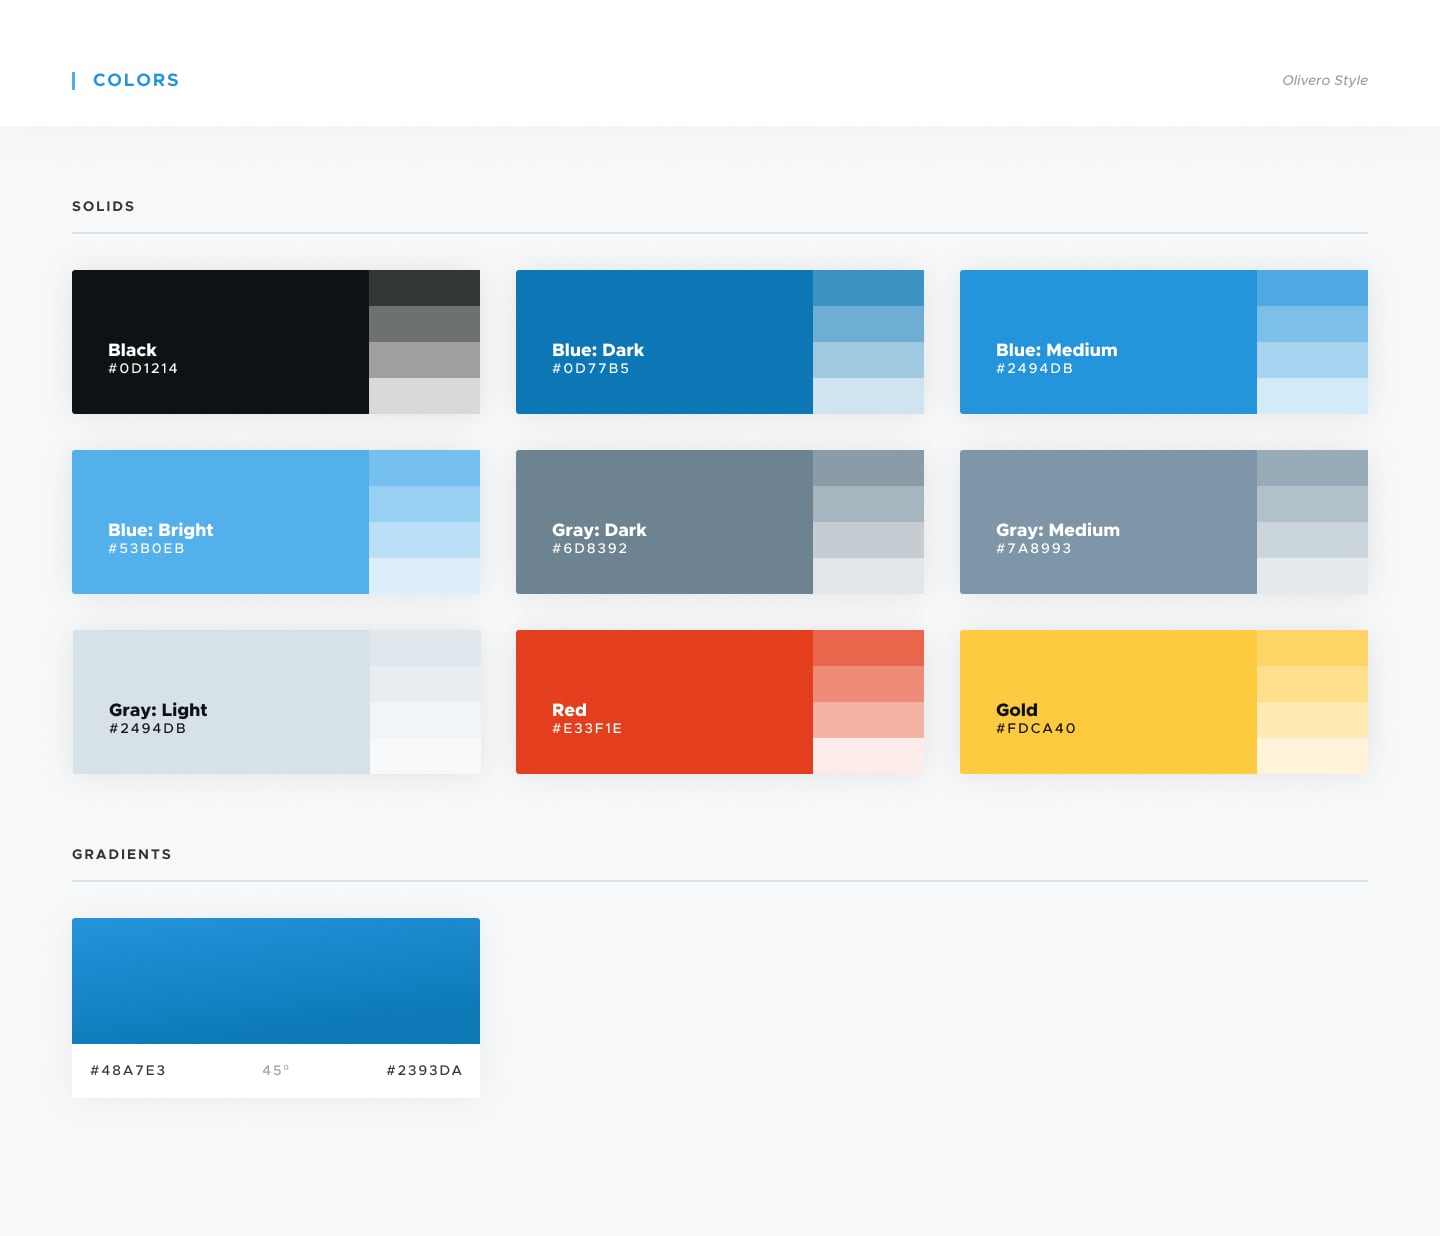 COLORS
Olivero Style
SOLIDS
Black
#0D1214
Blue: Dark
#0D77B5
Blue: Medium
#2494DB
Blue: Bright
#53B0EB
Gray: Dark
#6D8392
Gray: Medium
#7A8993
Gray: Light
#2494DB
Red
#E33F1E
Gold
#FDCA40
GRADIENTS
#48A7E3
45°
#2393DA